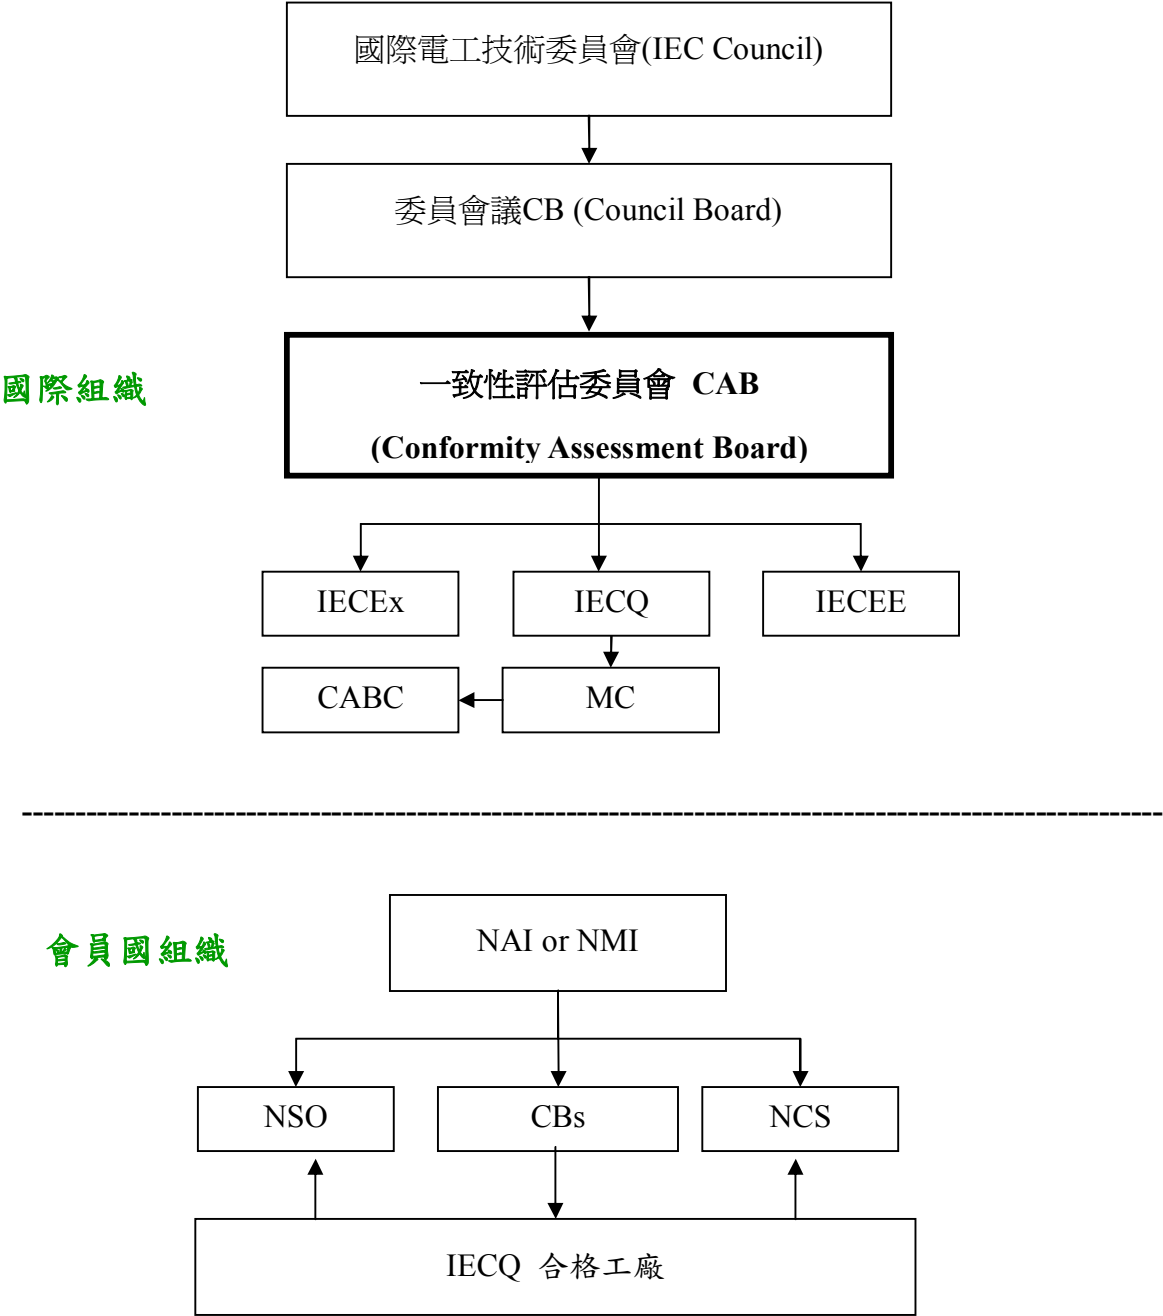 國際電工技術委員會(IEC Council)
委員會議CB (Council Board)
國際組織
一致性評估委員會 CAB
(Conformity Assessment Board)
IECEx
IECQ
IECEE
CABC
MC
會員國組織
NAI or NMI
NSO
CBs
NCS
IECQ 合格工廠